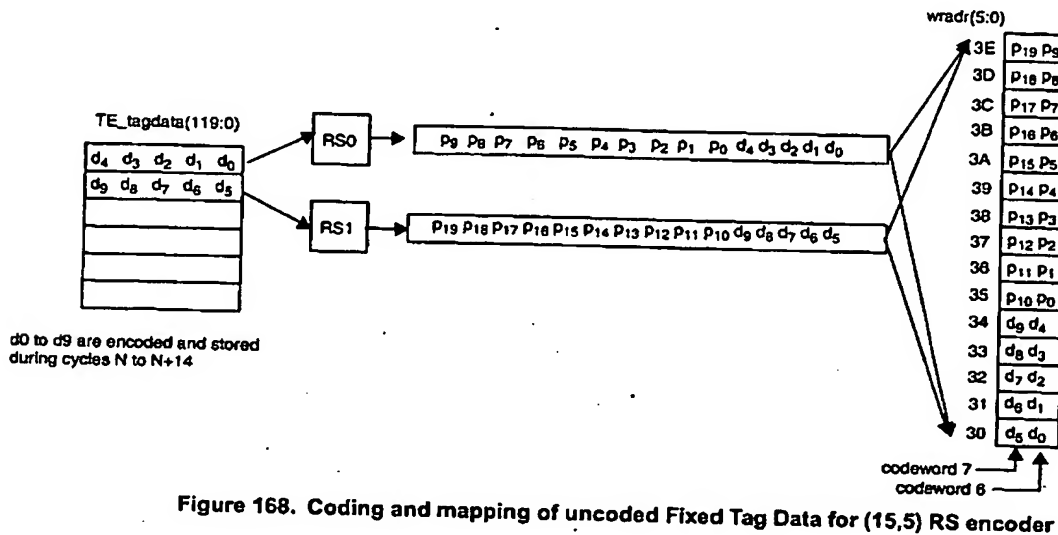 wradr(5:0)
TE_tagdata(119:0)
d4 d3 d2 d1 d0
d9 d8 d7 d6 d5
RS0
RS1
p9 p8 p7 p6 p5 p4 p3 p2 p1 p0 d4 d3 d2 d1 d0
p19 p18 p17 p16 p15 p14 p13 p12 p11 p10 d9 d8 d7 d6 d5
3E p19 p9
3D p18 p8
3C p17 p7
3B p16 p6
3A p15 p5
39 p14 p4
38 p13 p3
37 p12 p2
36 p11 p1
35 p10 p0
34 d9 d4
33 d8 d3
32 d7 d2
31 d6 d1
30 d5 d0
d0 to d9 are encoded and stored
during cycles N to N+14
codeword 7
codeword 6
Figure 168. Coding and mapping of uncoded Fixed Tag Data for (15,5) RS encoder